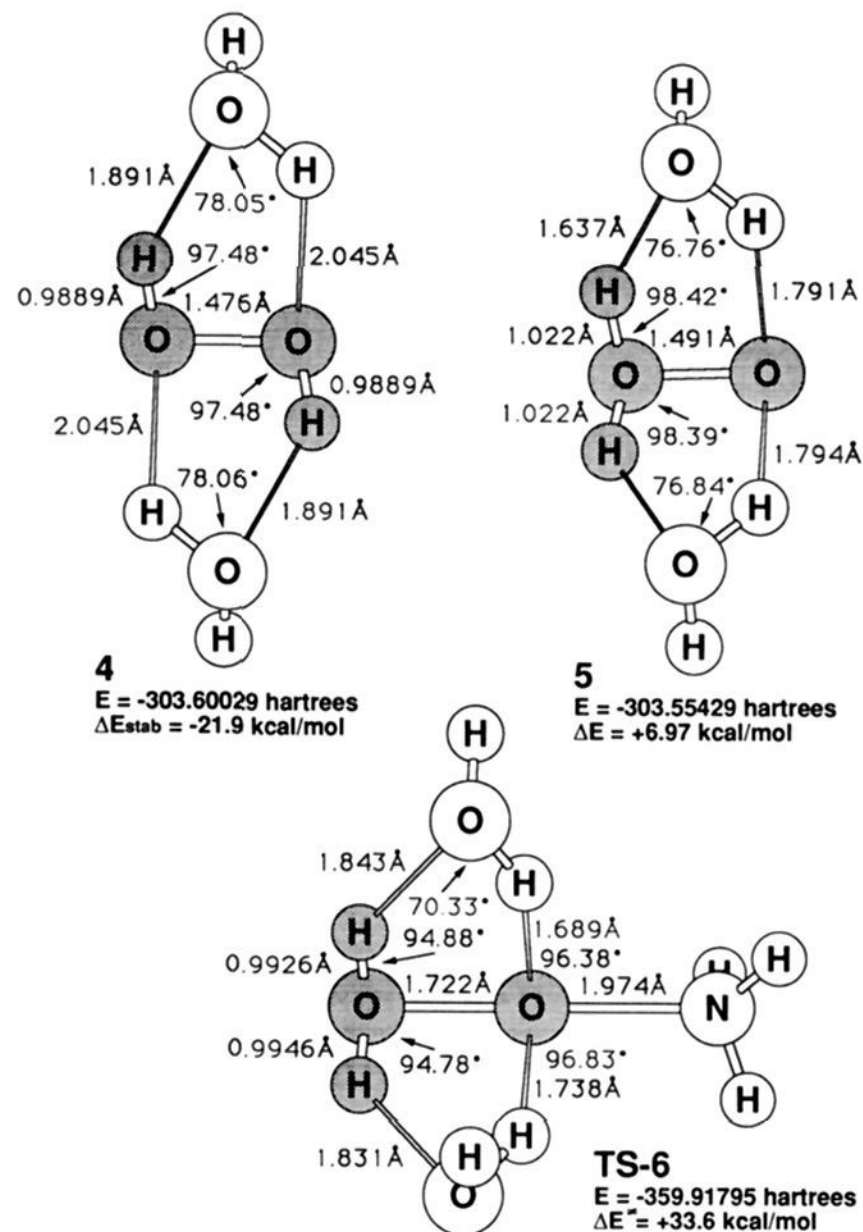 H
O
H
1.891Å
78.05°
H
97.48°
2.045Å
0.9889Å
1.476Å
O
O
0.9889Å
97.48°
H
2.045Å
78.06°
H
1.891Å
O
H
4
E = -303.60029 hartrees
ΔEstab = -21.9 kcal/mol
H
O
H
1.637Å
76.76°
H
98.42°
1.791Å
1.022Å
1.491Å
O
O
1.022Å
98.39°
H
1.794Å
76.84°
H
O
H
5
E = -303.55429 hartrees
ΔE = +6.97 kcal/mol
H
O
H
1.843Å
70.33°
H
94.88°
1.689Å
96.38°
0.9926Å
1.722Å
1.974Å
H
H
O
O
N
0.9946Å
94.78°
96.83°
H
1.738Å
H
H
H
1.831Å
O
TS-6
E = -359.91795 hartrees
ΔE≠ = +33.6 kcal/mol